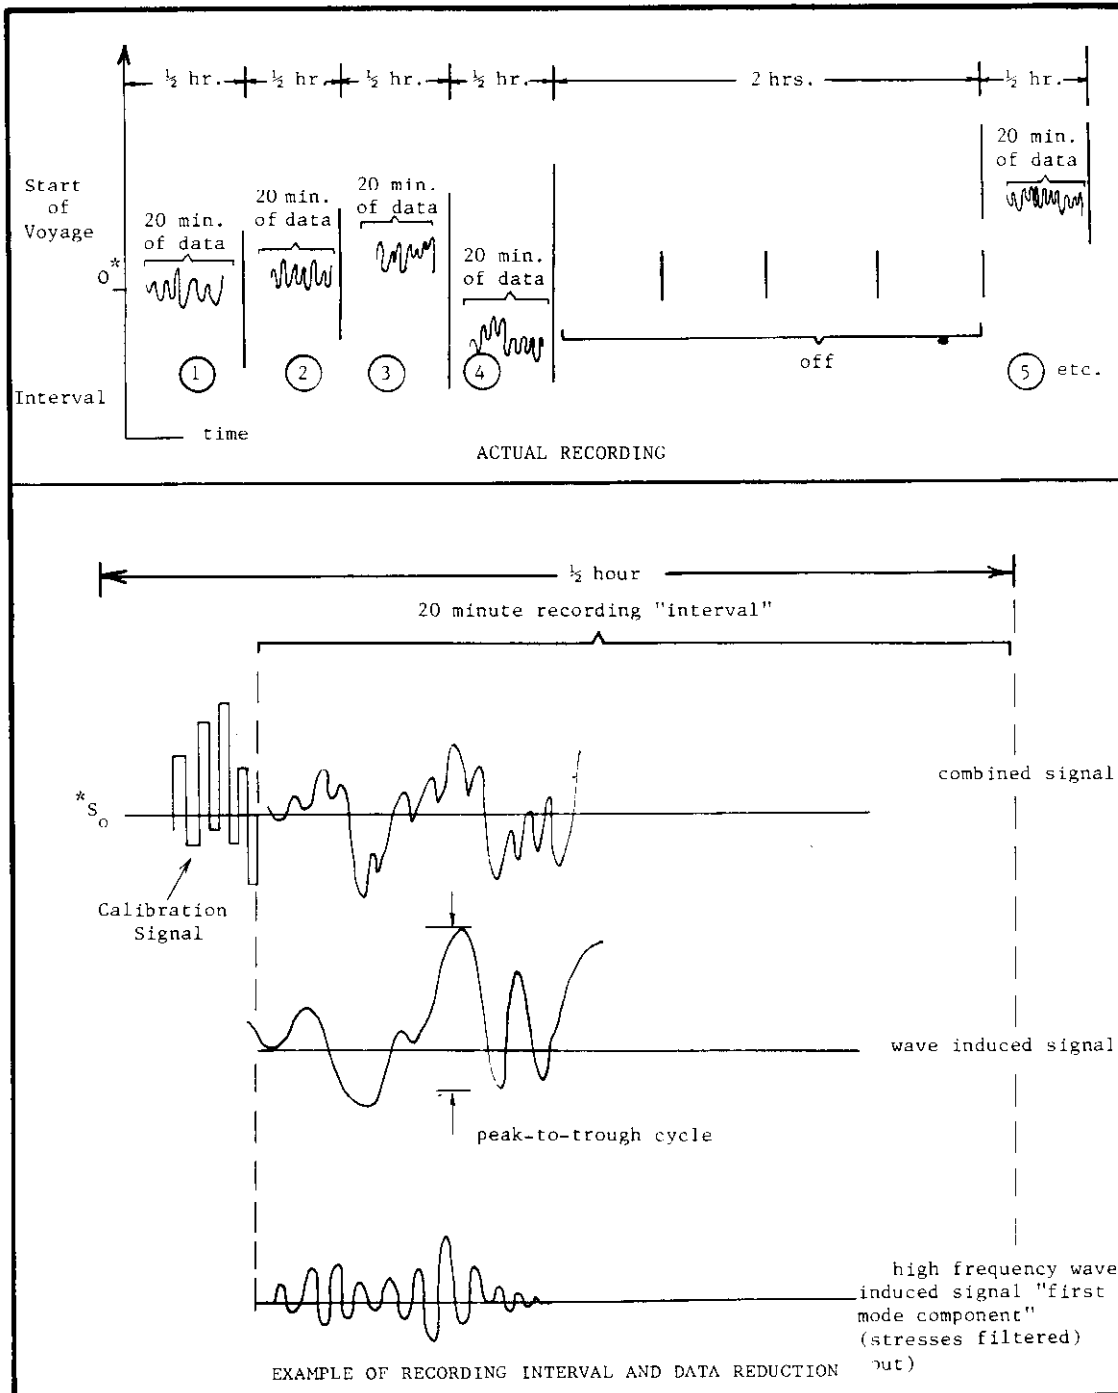 ½ hr.
½ hr
½ hr.
½ hr.
2 hrs.
½ hr.
Start
of
Voyage
0*
20 min.
of data
20 min.
of data
20 min.
of data
20 min.
of data
20 min.
of data
off
1
2
3
4
5 etc.
Interval
time
ACTUAL RECORDING
½ hour
20 minute recording "interval"
combined signal
*S₀
Calibration
Signal
wave induced signal
peak-to-trough cycle
high frequency wave
induced signal "first
mode component"
(stresses filtered)
out)
EXAMPLE OF RECORDING INTERVAL AND DATA REDUCTION